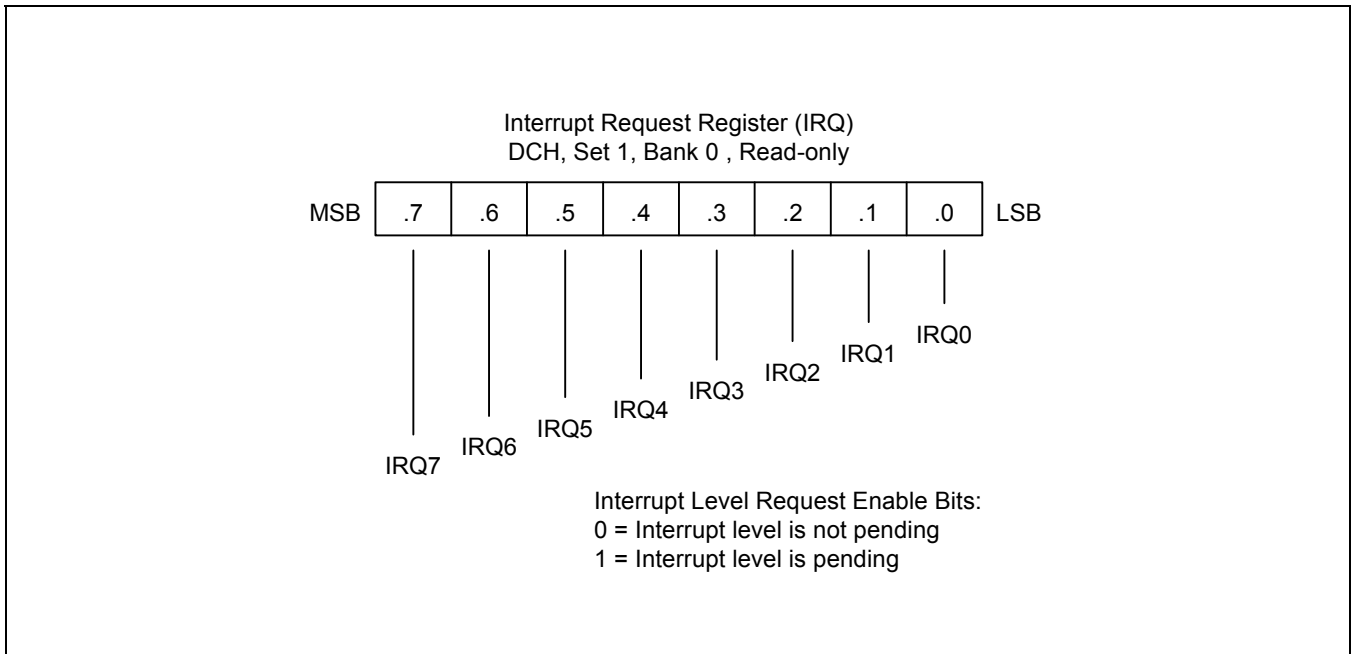 Interrupt Request Register (IRQ)
DCH, Set 1, Bank 0 , Read-only
MSB .7 .6 .5 .4 .3 .2 .1 .0 LSB
IRQ0
IRQ1
IRQ2
IRQ3
IRQ4
IRQ5
IRQ6
IRQ7
Interrupt Level Request Enable Bits:
0 = Interrupt level is not pending
1 = Interrupt level is pending